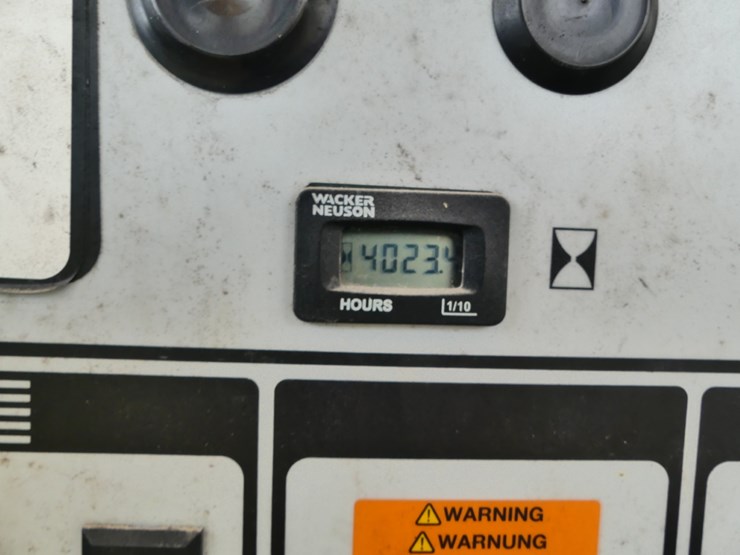 WACKER
NEUSON
4023.4
HOURS 1/10
WARNING
WARNUNG